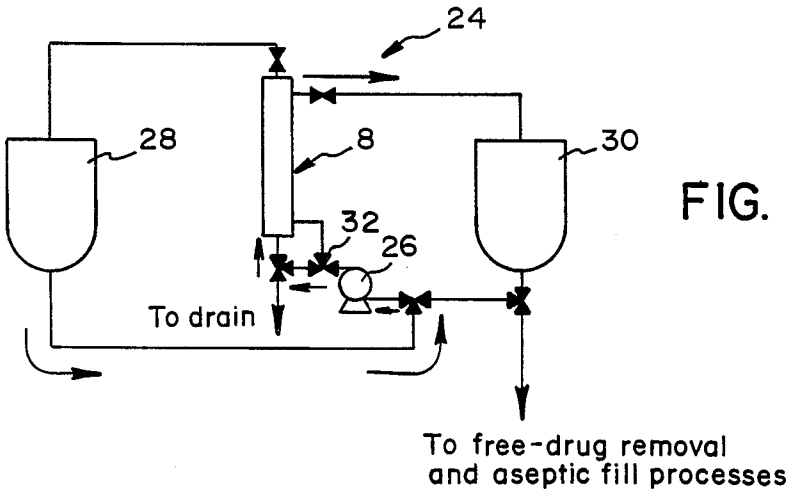 24
28
8
30
32
26
FIG.
To drain
To free-drug removal
and aseptic fill processes